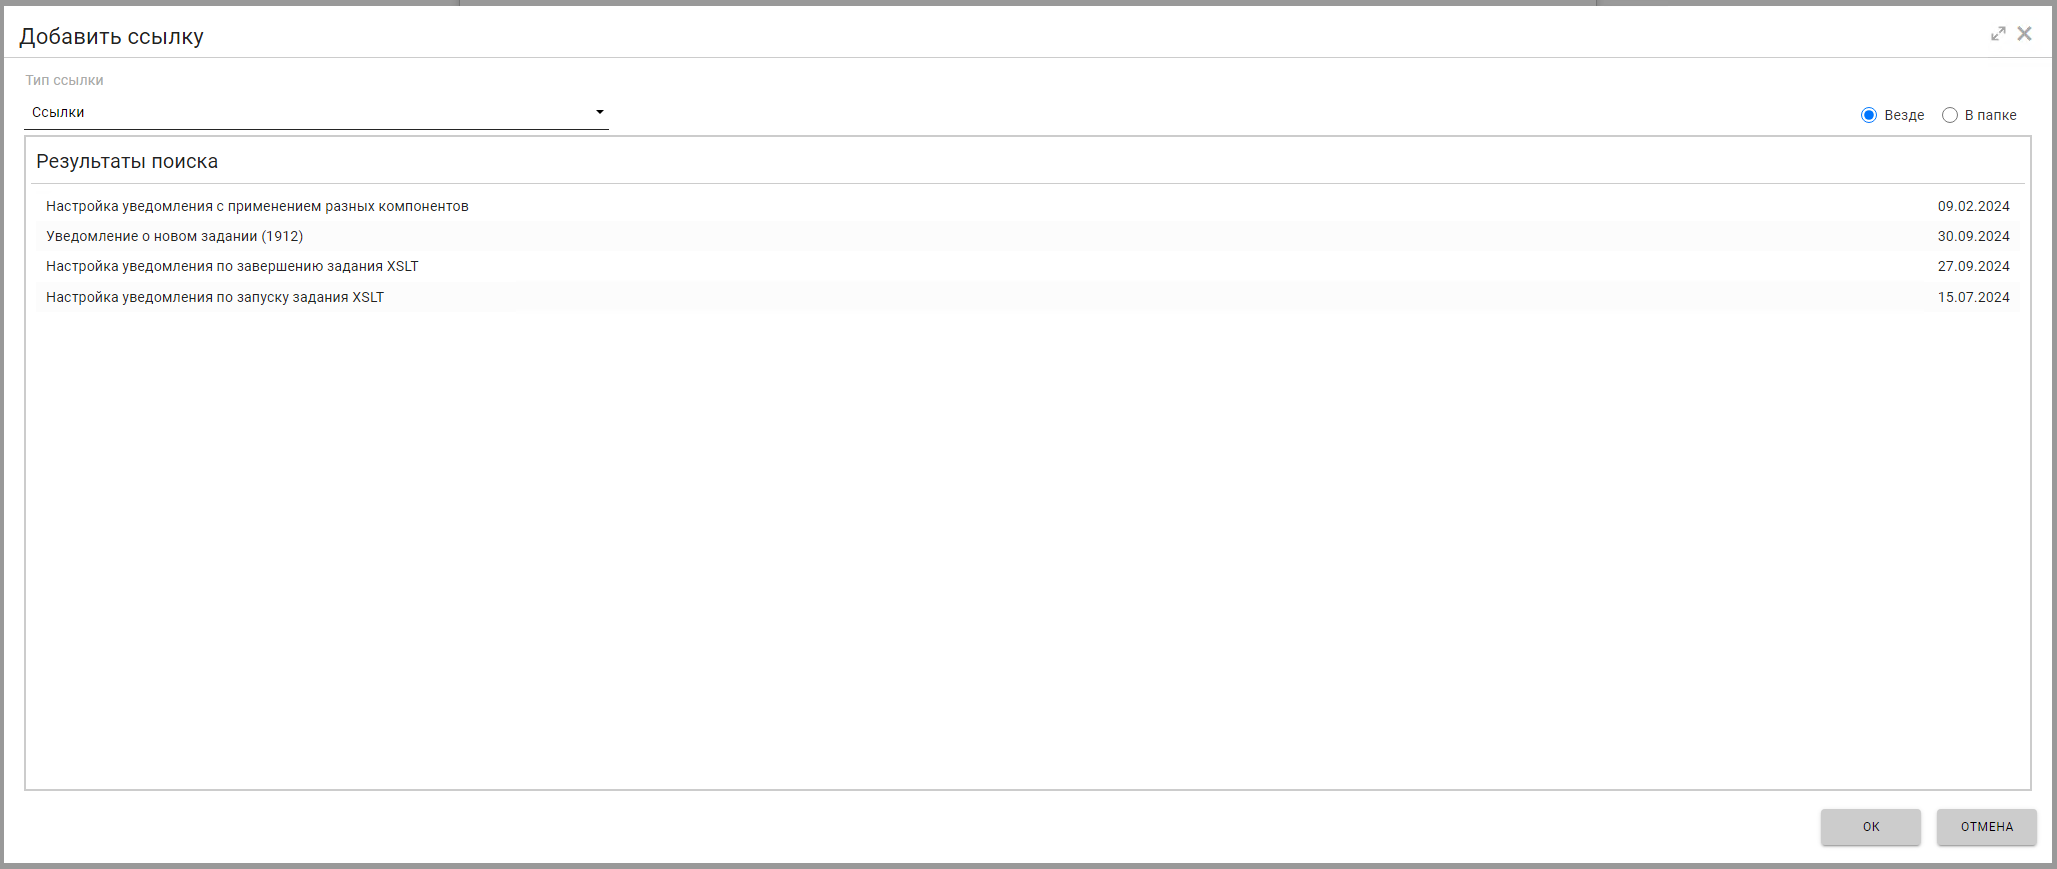 Добавить ссылку
Тип ссылки
Ссылки
Везде В папке
Результаты поиска
Настройка уведомления с применением разных компонентов 09.02.2024
Уведомление о новом задании (1912) 30.09.2024
Настройка уведомления по завершению задания XSLT 27.09.2024
Настройка уведомления по запуску задания XSLT 15.07.2024
ОК ОТМЕНА